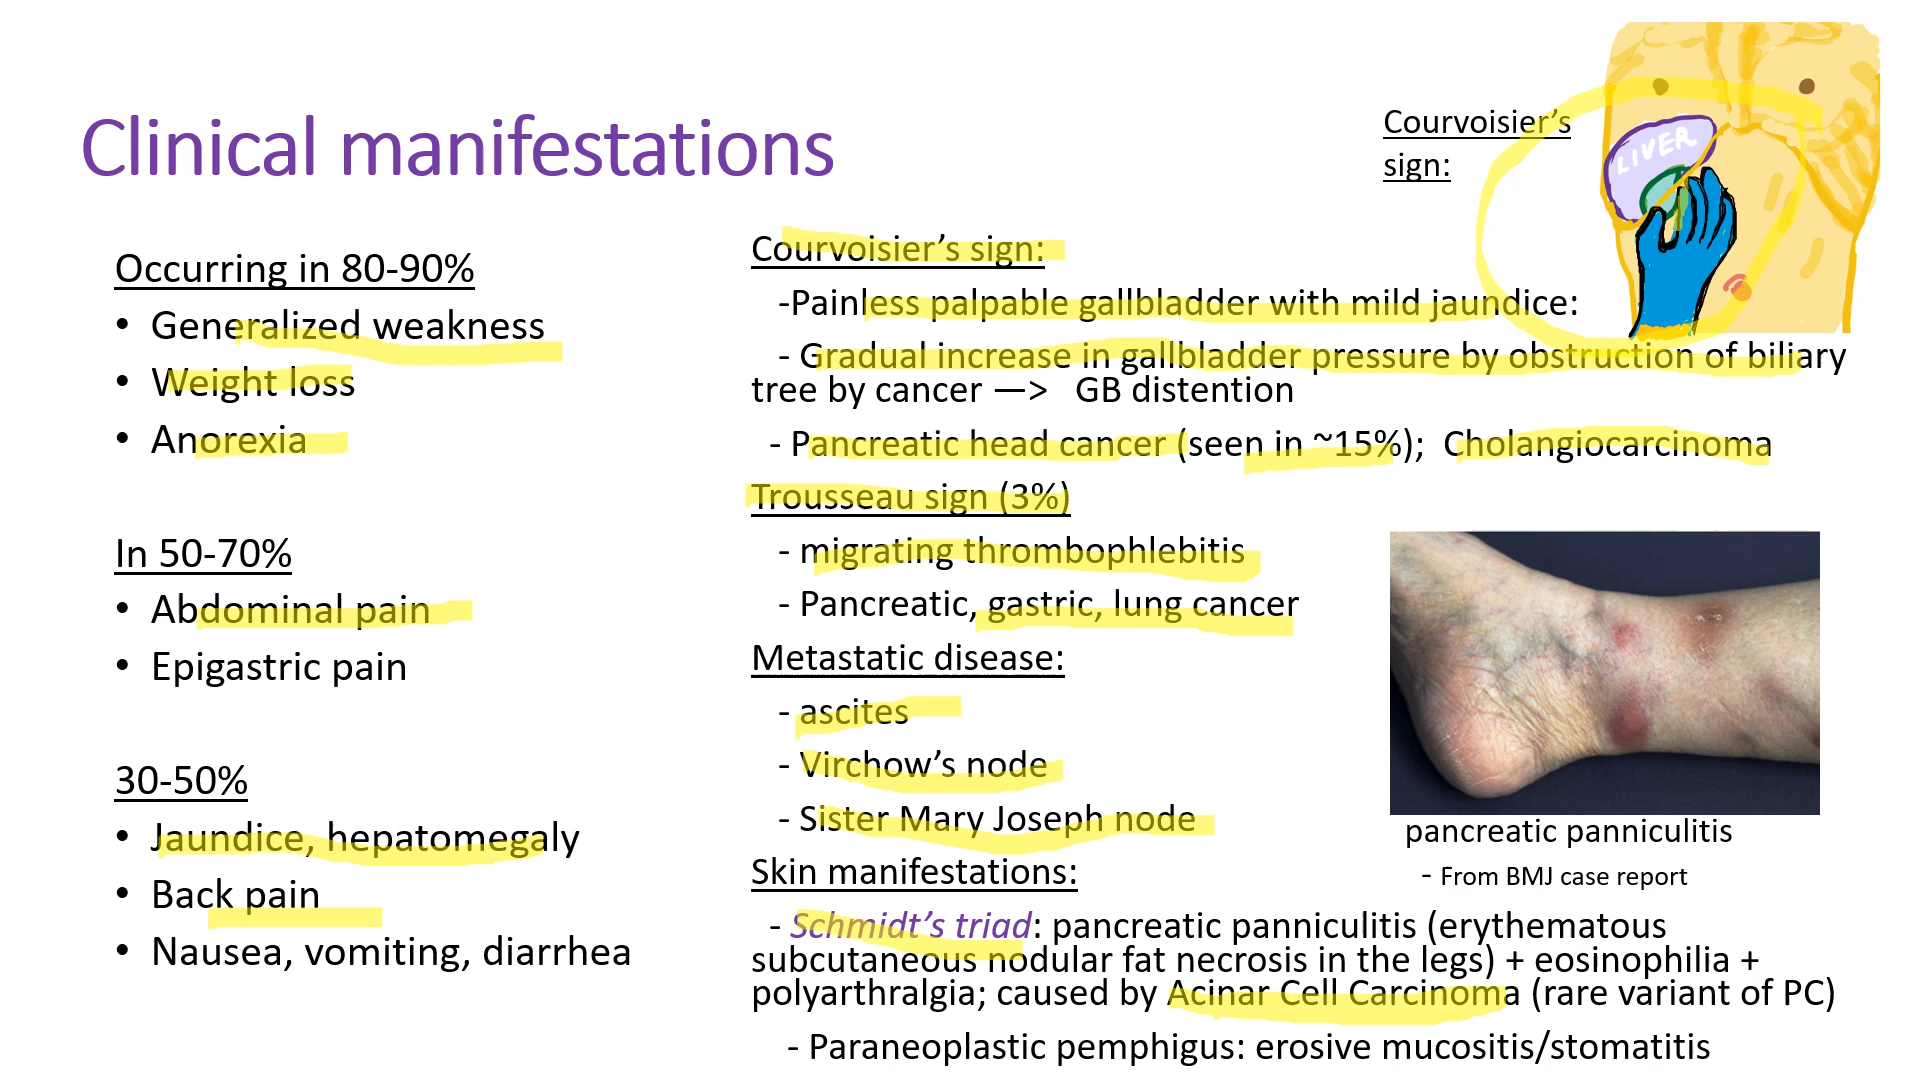 Clinical manifestations
Occurring in 80-90%
• Generalized weakness
• Weight loss
• Anorexia
In 50-70%
• Abdominal pain
• Epigastric pain
30-50%
• Jaundice, hepatomegaly
• Back pain
• Nausea, vomiting, diarrhea
Courvoisier’s
sign:
LIVER
Courvoisier’s sign:
-Painless palpable gallbladder with mild jaundice:
- Gradual increase in gallbladder pressure by obstruction of biliary
tree by cancer —> GB distention
- Pancreatic head cancer (seen in ~15%); Cholangiocarcinoma
Trousseau sign (3%)
- migrating thrombophlebitis
- Pancreatic, gastric, lung cancer
Metastatic disease:
- ascites
- Virchow’s node
- Sister Mary Joseph node
Skin manifestations:
- Schmidt’s triad: pancreatic panniculitis (erythematous
subcutaneous nodular fat necrosis in the legs) + eosinophilia +
polyarthralgia; caused by Acinar Cell Carcinoma (rare variant of PC)
- Paraneoplastic pemphigus: erosive mucositis/stomatitis
pancreatic panniculitis
- From BMJ case report